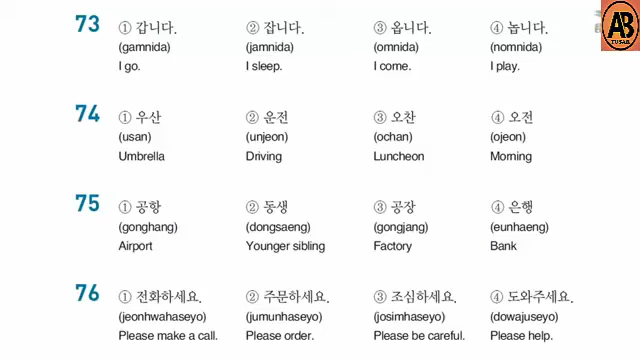 73 ① 갑니다. ② 잡니다. ③ 옵니다. ④ 놉니다.
(gamnida) (jamnida) (omnida) (nomnida)
I go. I sleep. I come. I play.
74 ① 우산 ② 운전 ③ 오찬 ④ 오전
(usan) (unjeon) (ochan) (ojeon)
Umbrella Driving Luncheon Morning
75 ① 공항 ② 동생 ③ 공장 ④ 은행
(gonghang) (dongsaeng) (gongjang) (eunhaeng)
Airport Younger sibling Factory Bank
76 ① 전화하세요. ② 주문하세요. ③ 조심하세요. ④ 도와주세요.
(jeonhwahaseyo) (jumunhaseyo) (josimhaseyo) (dowajuseyo)
Please make a call. Please order. Please be careful. Please help.
AB
TUSAR